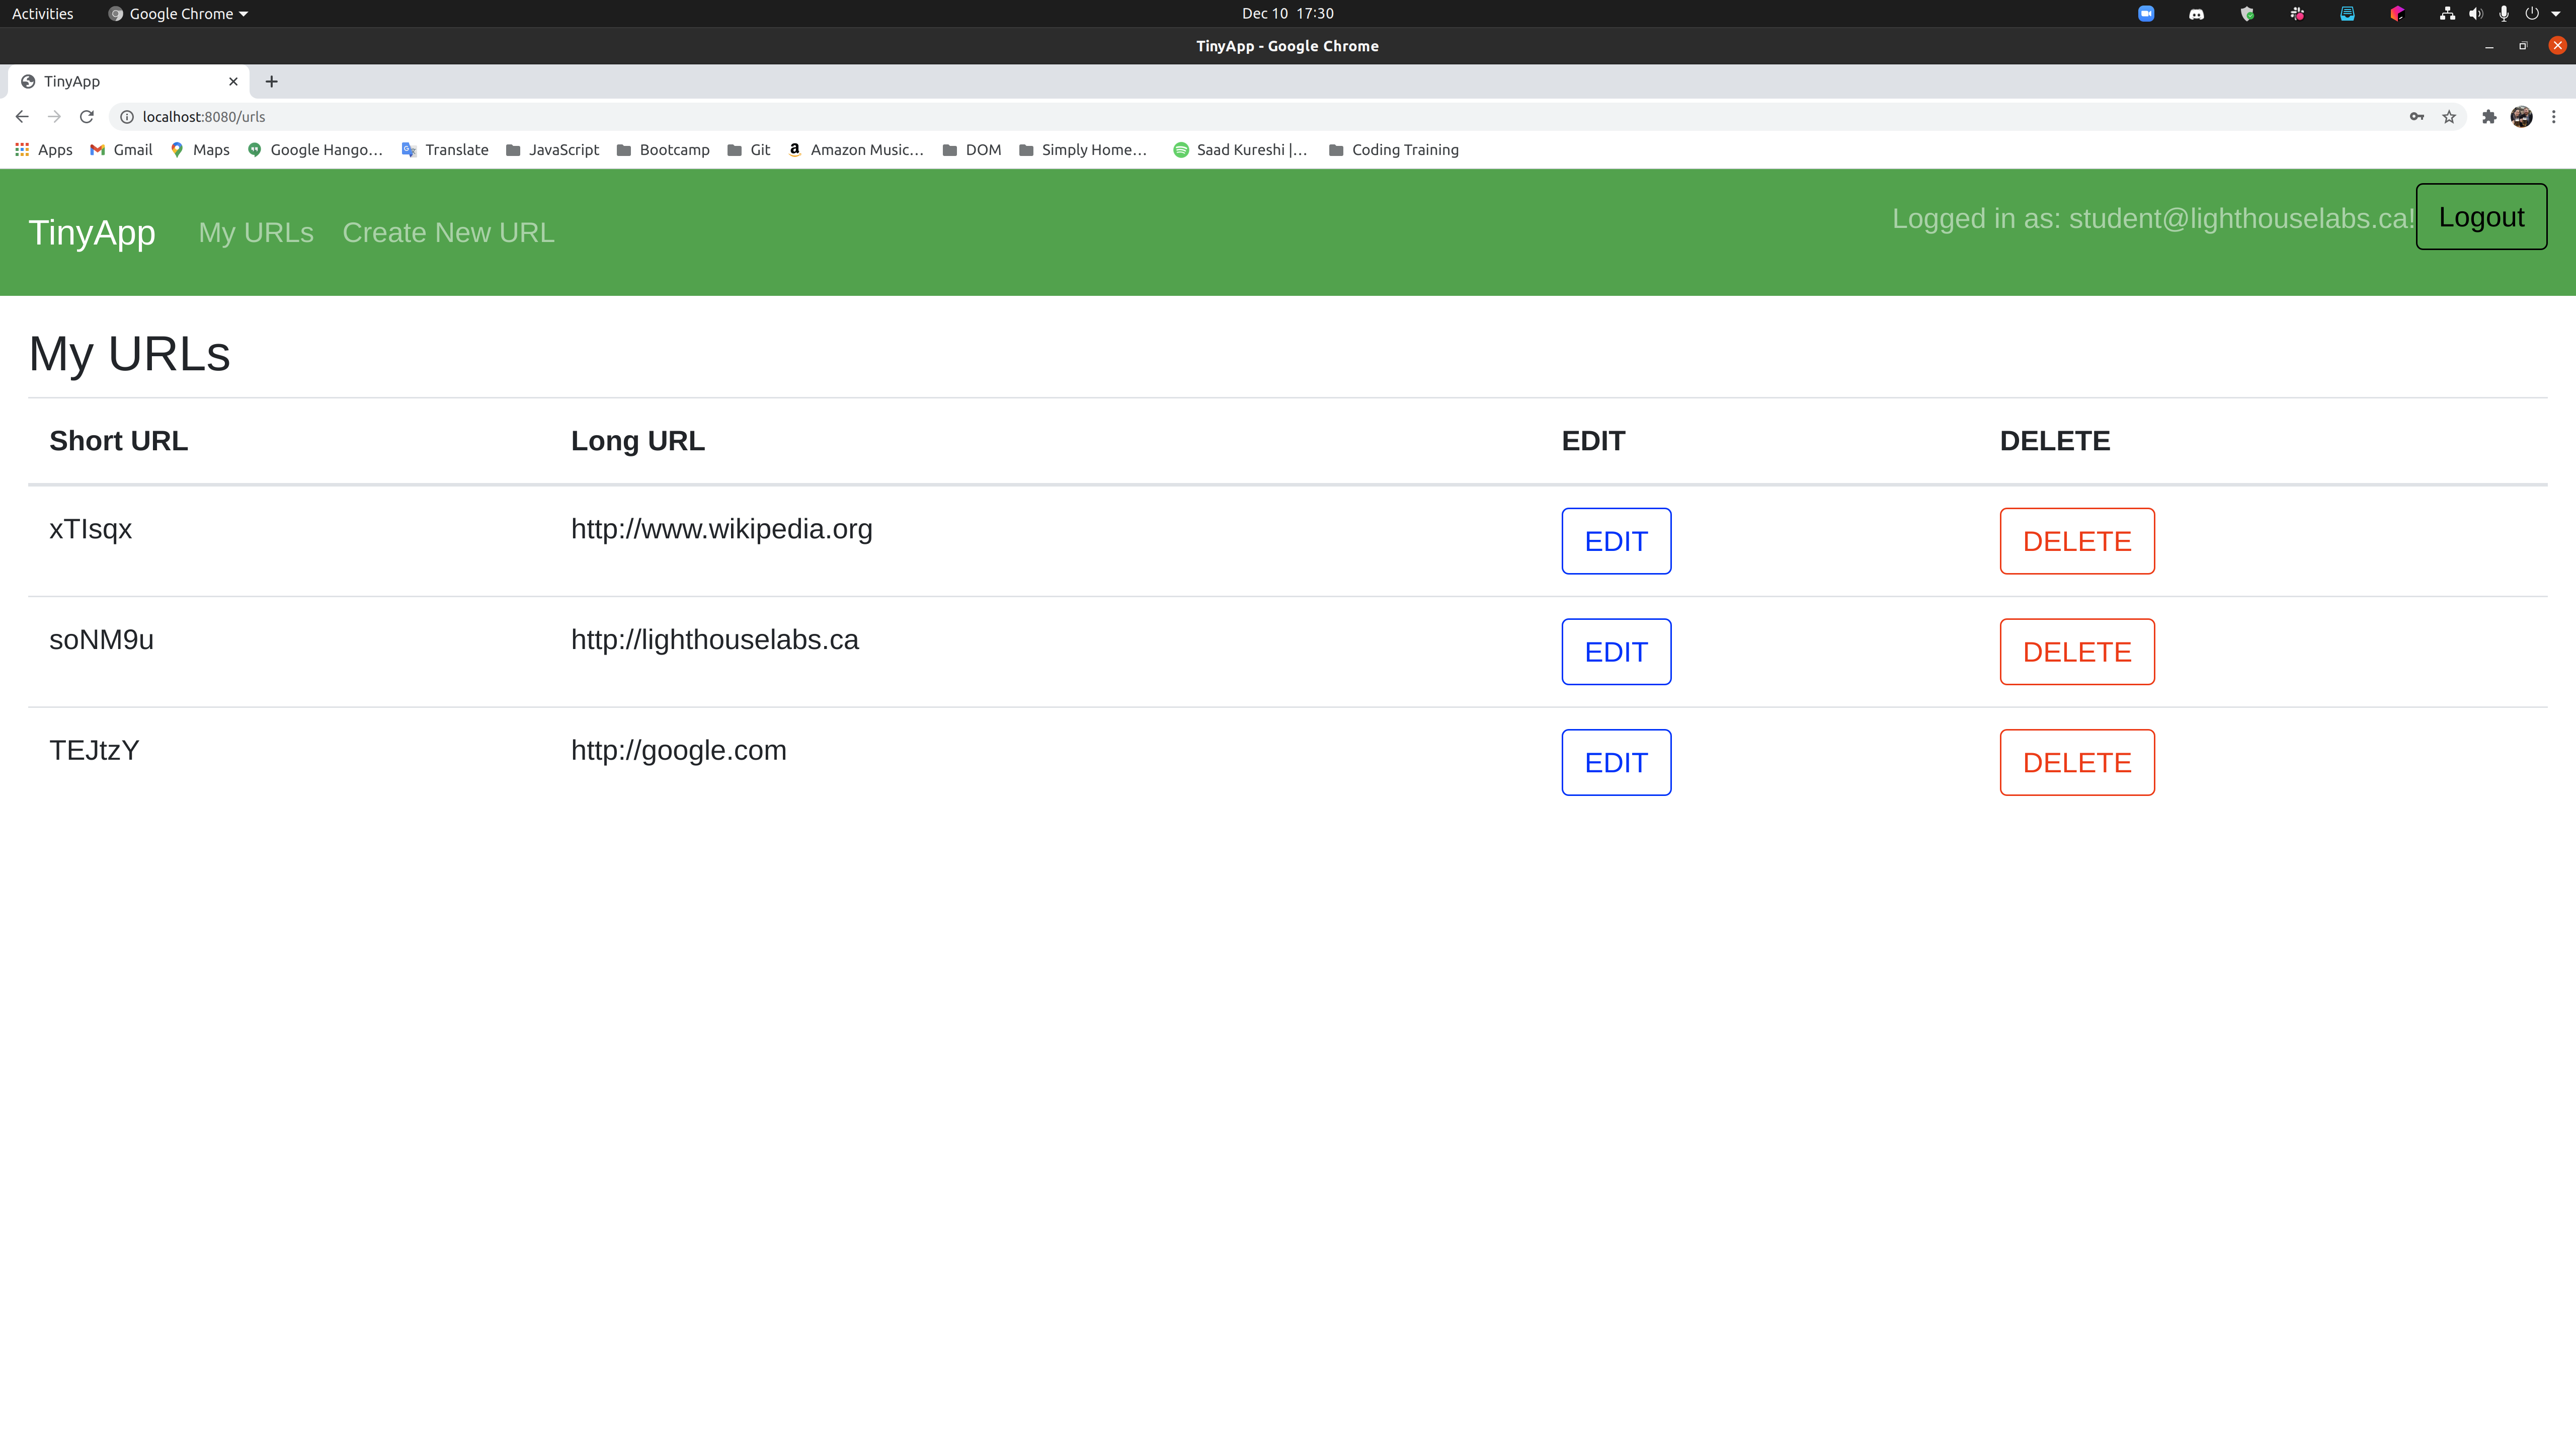 Activities Google Chrome Dec 10 17:30
TinyApp - Google Chrome
TinyApp
localhost:8080/urls
Apps Gmail Maps Google Hango… Translate JavaScript Bootcamp Git Amazon Music… DOM Simply Home… Saad Kureshi |… Coding Training
TinyApp My URLs Create New URL Logged in as: student@lighthouselabs.ca! Logout
My URLs
Short URL Long URL EDIT DELETE
xTIsqx http://www.wikipedia.org EDIT DELETE
soNM9u http://lighthouselabs.ca EDIT DELETE
TEJtzY http://google.com EDIT DELETE